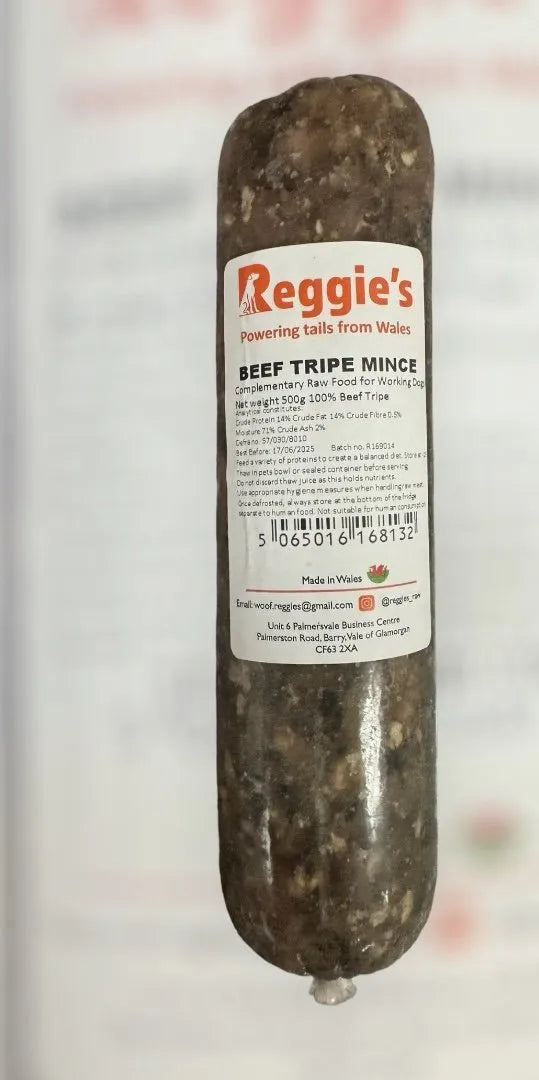 Reggie's
Powering tails from Wales
BEEF TRIPE MINCE
Complementary Raw Food for Working Dogs
Net weight 500g 100% Beef Tripe
Analytical constitutes:
Crude Protein 14% Crude Fat 14% Crude Fibre 0.5%
Moisture 71% Crude Ash 2%
Defra no. 57/030/8010
Best Before: 17/06/2025 Batch no. R169014
Feed a variety of proteins to create a balanced diet. Store
Thaw in pets bowl or sealed container before serving
Do not discard thaw juice as this holds nutrients.
Use appropriate hygiene measures when handling raw meat.
Once defrosted, always store at the bottom of the fridge
separate to human food. Not suitable for human consumption
5 065016 168132
Made In Wales
Email: woof.reggies@gmail.com @reggies_raw
Unit 6 Palmersvale Business Centre
Palmerston Road, Barry, Vale of Glamorgan
CF63 2XA